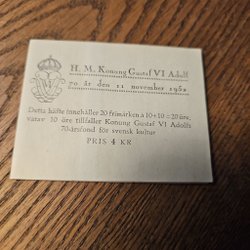 H. M. Konung Gustaf VI Adolf
70 år den 11 november 1952
Detta häfte innehåller 20 frimärken à 10+10=20 öre,
varav 10 öre tillfaller Konung Gustaf VI Adolfs
70-årsfond för svensk kultur
PRIS 4 KR